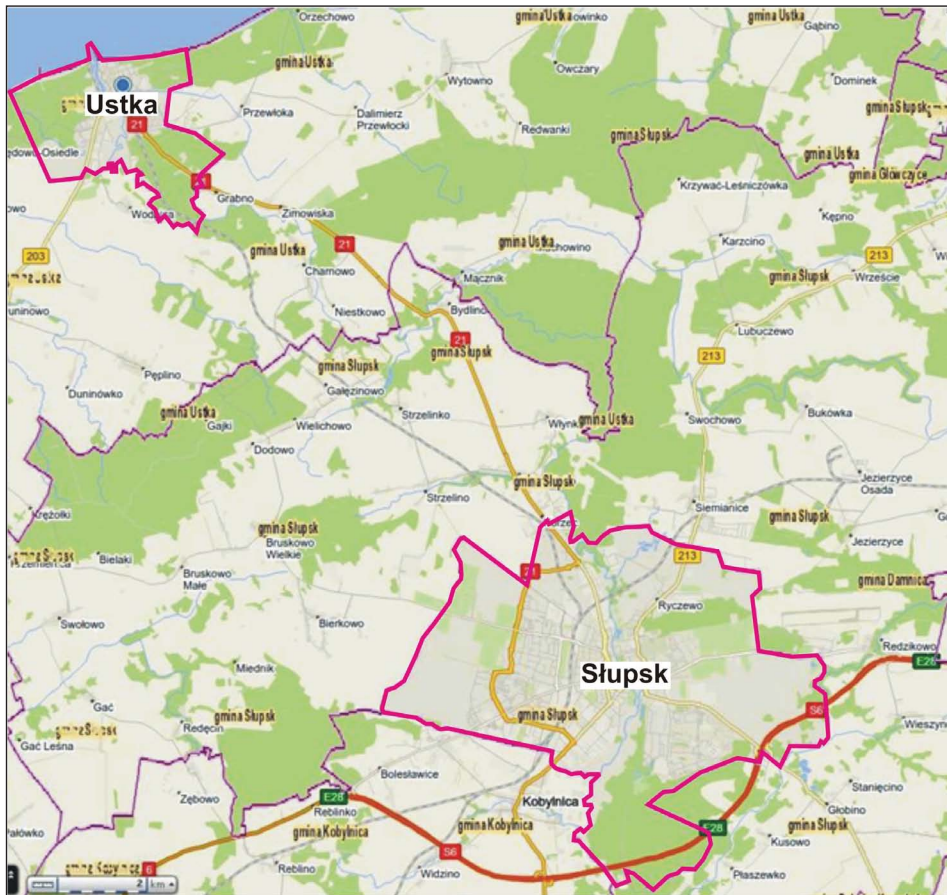 Orzechowo
gmina Ustka
gmina Ustka
Gąbino
gmina Ustka
Wytowno
Owczary
Dominek
Ustka
Przewłoka
Dalimierz Przewłocki
Redwanki
gmina Słupsk
gmina Słupsk
21
gmina Ustka
gmina Główczyce
Krzywać-Leśniczówka
Grabno
Zimowiska
Kępno
21
gmina Ustka
Karzcino
203
gmina Ustka
Charnowo
213
gmina Słupsk
Wrzeście
Mącznik
Niestkowo
Bydlino
Lubuczewo
21
gmina Słupsk
213
gmina Słupsk
Pęplino
Gałęzinowo
Duninówko
gmina Ustka
Gajki
Wielichowo
Strzelinko
gmina Ustka
Swochowo
Bukówka
Dodowo
gmina Słupsk
Jezierzyce Osada
Strzelino
Siemianice
Krężołki
gmina Słupsk
gmina Słupsk
Bielaki
Bruskowo Wielkie
Jezierzyce
213
Bruskowo Małe
21
gmina Damnica
Ryczewo
Swołowo
Bierkowo
Redzikowo
E28
Miednik
Słupsk
Gać
gmina Słupsk
gmina Słupsk
S6
Redęcin
Gać Leśna
Bolesławice
Stanięcino
Zębowo
E28
Kobylnica
Głobino
Reblinko
gmina Kobylnica
gmina Kobylnica
E28
gmina Słupsk
Kusowo
6
Reblino
S6
Widzino
Płaszewko
2 km